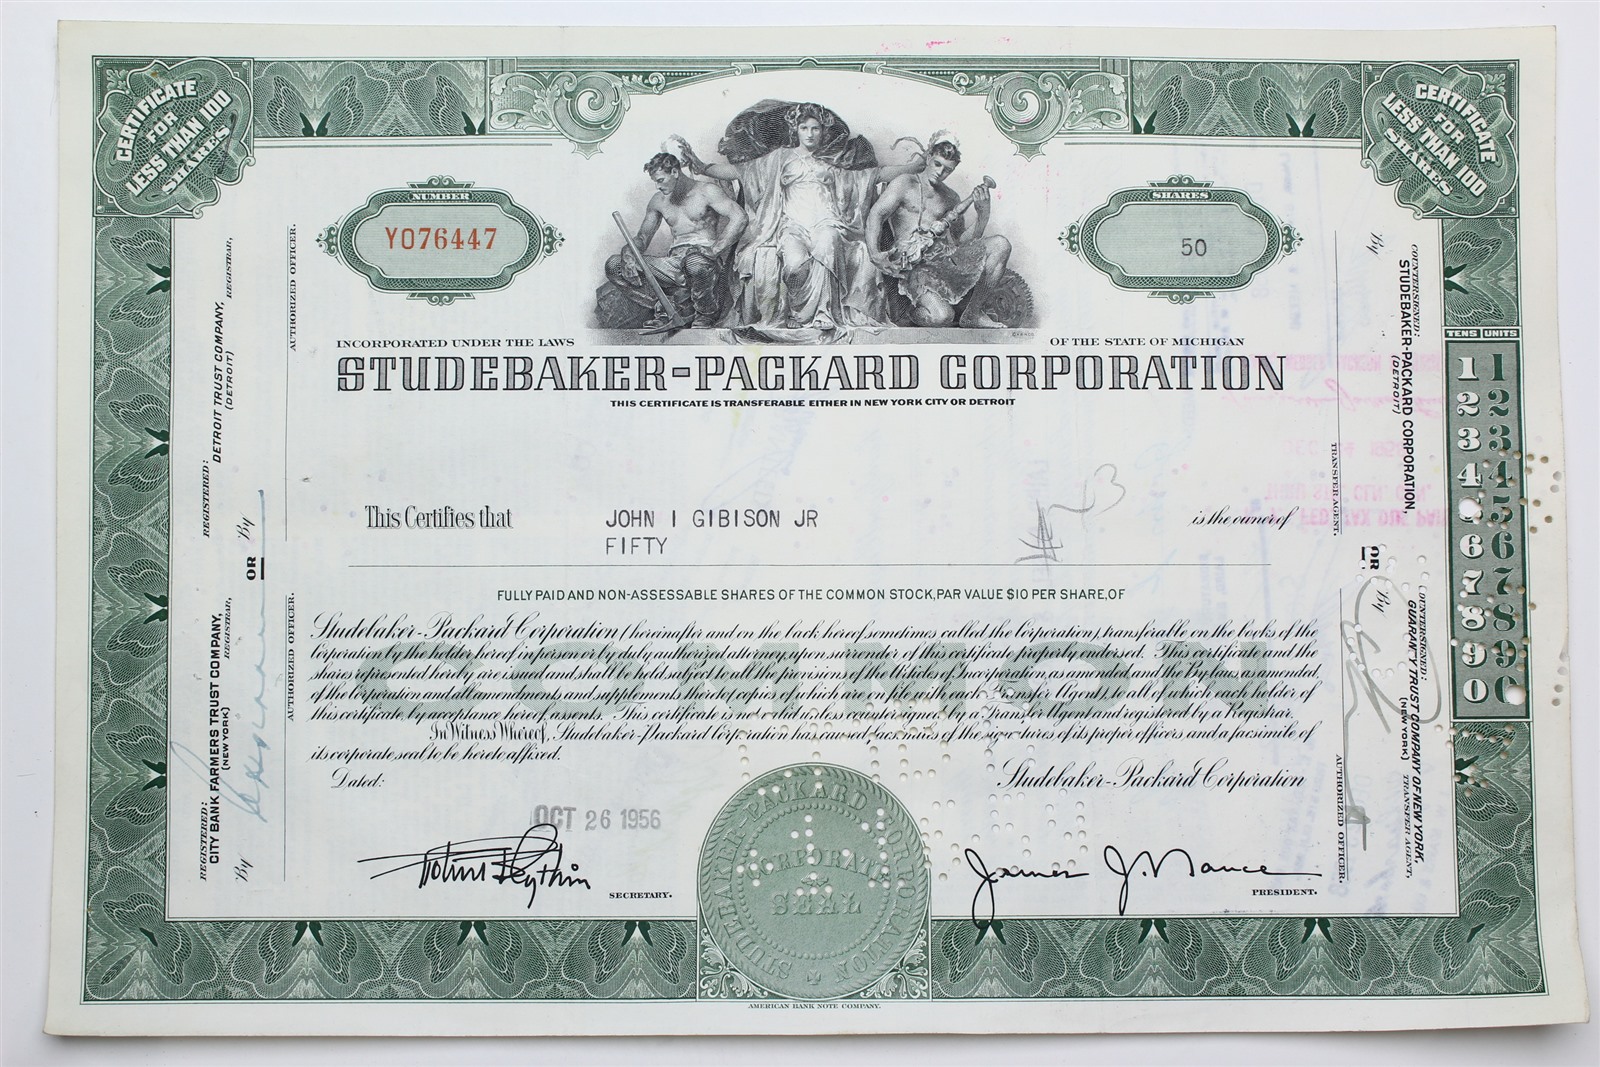 CERTIFICATE
FOR
LESS THAN 100
SHARES
CERTIFICATE
FOR
LESS THAN 100
SHARES
NUMBER
Y076447
SHARES
50
INCORPORATED UNDER THE LAWS
OF THE STATE OF MICHIGAN
STUDEBAKER-PACKARD CORPORATION
THIS CERTIFICATE IS TRANSFERABLE EITHER IN NEW YORK CITY OR DETROIT
This Certifies that
JOHN I GIBISON JR
is the owner of
FIFTY
FULLY PAID AND NON-ASSESSABLE SHARES OF THE COMMON STOCK, PAR VALUE $10 PER SHARE, OF
COMMON
Studebaker-Packard Corporation (hereinafter and on the back hereof sometimes called the Corporation), transferable on the books of the
Corporation by the holder hereof in person or by duly authorized attorney, upon surrender of this certificate properly endorsed. This certificate and the
shares represented hereby are issued and shall be held subject to all the provisions of the Articles of Incorporation, as amended, and the By-laws, as amended,
of the Corporation and all amendments and supplements thereto (copies of which are on file with each Transfer Agent), to all of which each holder of
this certificate, by acceptance hereof, assents. This certificate is not valid unless countersigned by a Transfer Agent and registered by a Registrar.
In Witness Whereof, Studebaker-Packard Corporation has caused facsimiles of the signatures of its proper officers and a facsimile of
its corporate seal to be hereto affixed.
Dated:
Studebaker-Packard Corporation
OCT 26 1956
SECRETARY.
James J. Nance
PRESIDENT.
STUDEBAKER-PACKARD CORPORATION
CORPORATE
SEAL
AMERICAN BANK NOTE COMPANY.
REGISTERED:
DETROIT TRUST COMPANY,
(DETROIT)
REGISTRAR,
By
AUTHORIZED OFFICER.
OR
REGISTERED:
CITY BANK FARMERS TRUST COMPANY,
(NEW YORK)
REGISTRAR,
By
AUTHORIZED OFFICER.
COUNTERSIGNED:
STUDEBAKER-PACKARD CORPORATION,
(DETROIT)
By
TRANSFER AGENT.
OR
COUNTERSIGNED:
GUARANTY TRUST COMPANY OF NEW YORK,
(NEW YORK)
TRANSFER AGENT,
By
AUTHORIZED OFFICER.
TENS UNITS
1 1
2 2
3 3
4 4
5
6 6
7 7
8 8
9 9
0 0